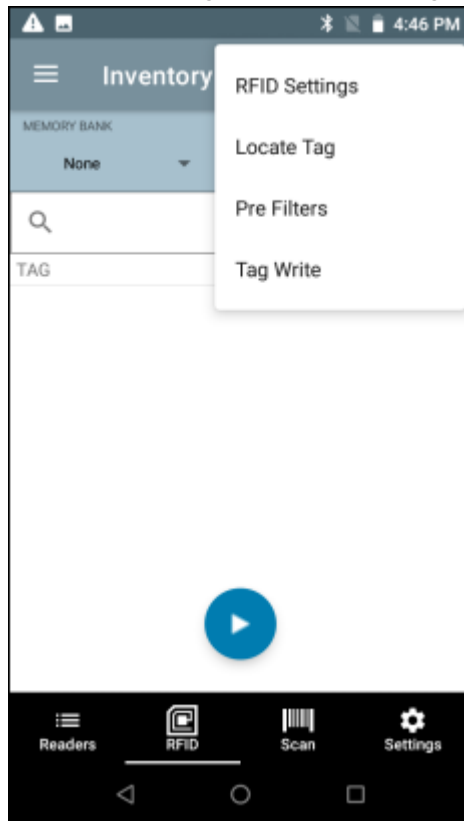 4:46 PM
Inventory
RFID Settings
MEMORY BANK
Locate Tag
None
Pre Filters
TAG
Tag Write
Readers
RFID
Scan
Settings